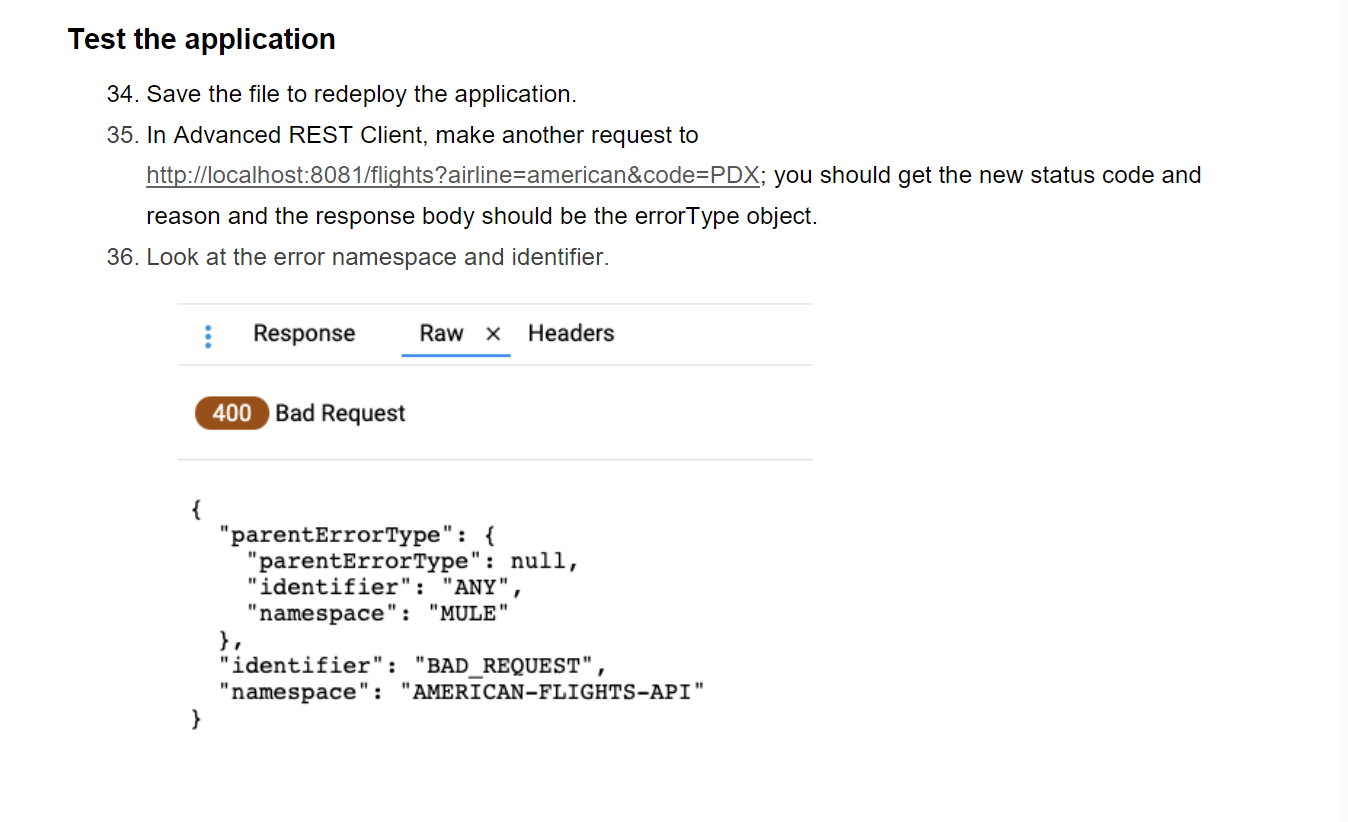 Test the application
34. Save the file to redeploy the application.
35. In Advanced REST Client, make another request to
http://localhost:8081/flights?airline=american&code=PDX; you should get the new status code and
reason and the response body should be the errorType object.
36. Look at the error namespace and identifier.
Response Raw × Headers
400 Bad Request
{
"parentErrorType": {
"parentErrorType": null,
"identifier": "ANY",
"namespace": "MULE"
},
"identifier": "BAD_REQUEST",
"namespace": "AMERICAN-FLIGHTS-API"
}